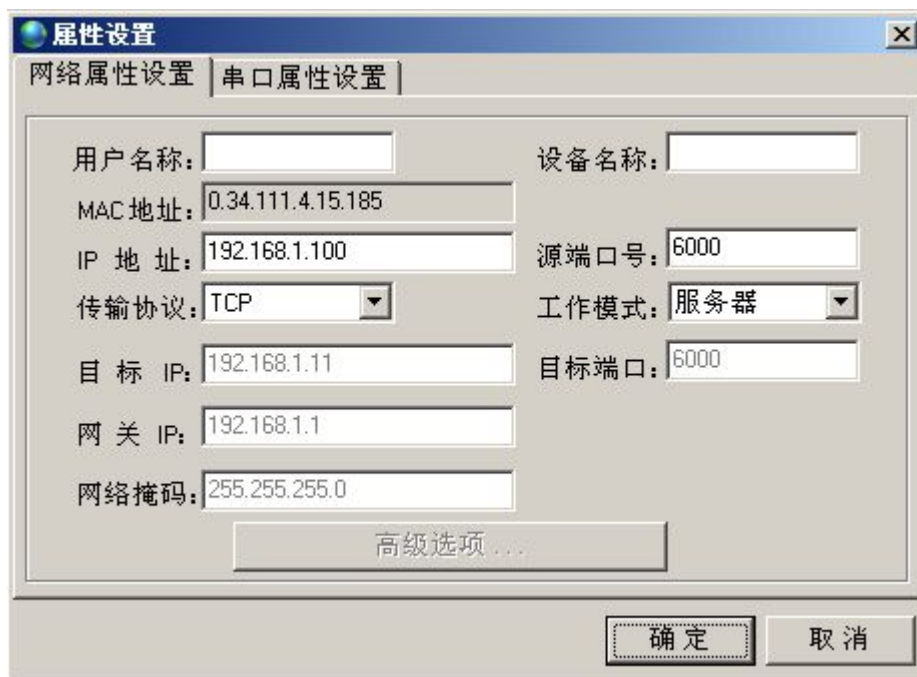 属性设置
网络属性设置 串口属性设置
用户名称： 设备名称：
MAC地址： 0.34.111.4.15.185
IP 地 址： 192.168.1.100 源端口号： 6000
传输协议： TCP 工作模式： 服务器
目 标 IP： 192.168.1.11 目标端口： 6000
网 关 IP： 192.168.1.1
网络掩码： 255.255.255.0
高级选项 ...
确 定 取 消